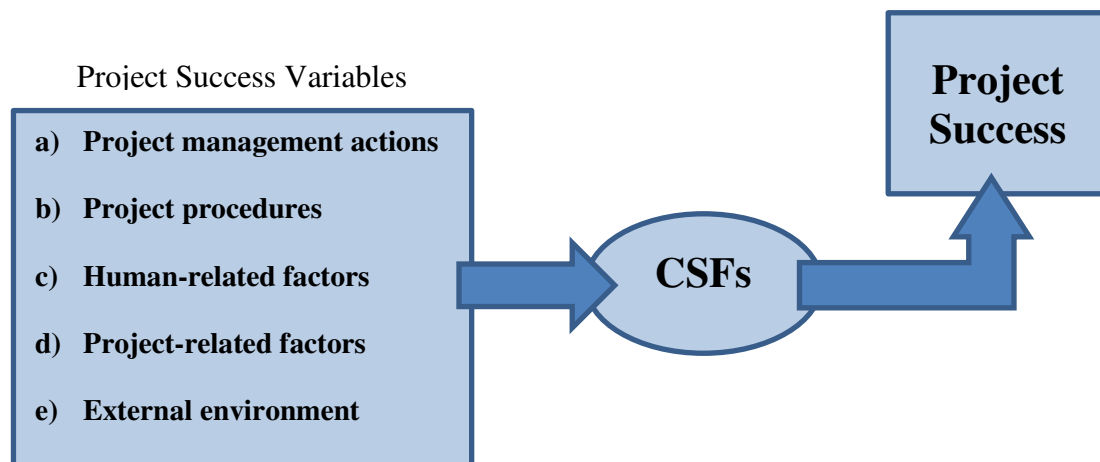 Project Success Variables
a) Project management actions
b) Project procedures
c) Human-related factors
d) Project-related factors
e) External environment
CSFs
Project
Success